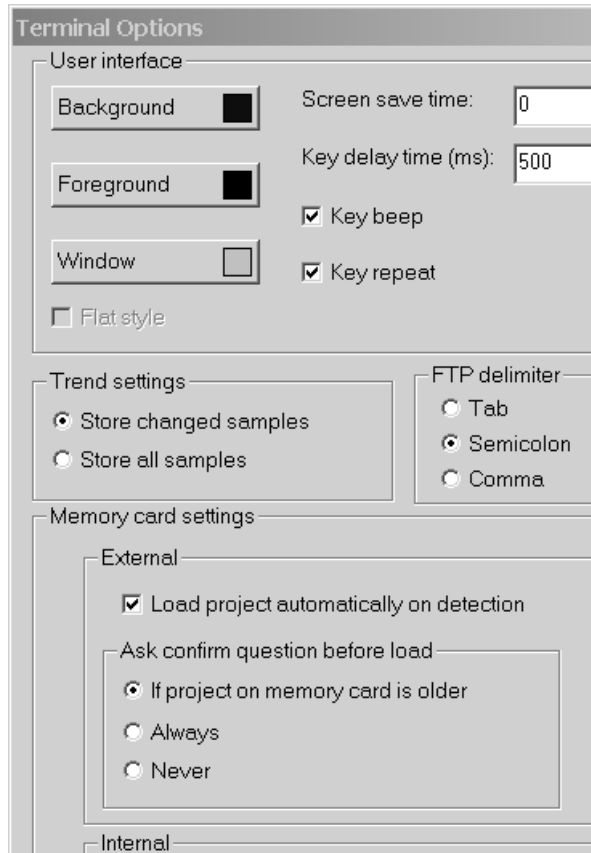 Terminal Options
User interface
Background
Screen save time:
0
Foreground
Key delay time (ms):
500
Key beep
Window
Key repeat
Flat style
Trend settings
Store changed samples
Store all samples
FTP delimiter
Tab
Semicolon
Comma
Memory card settings
External
Load project automatically on detection
Ask confirm question before load
If project on memory card is older
Always
Never
Internal